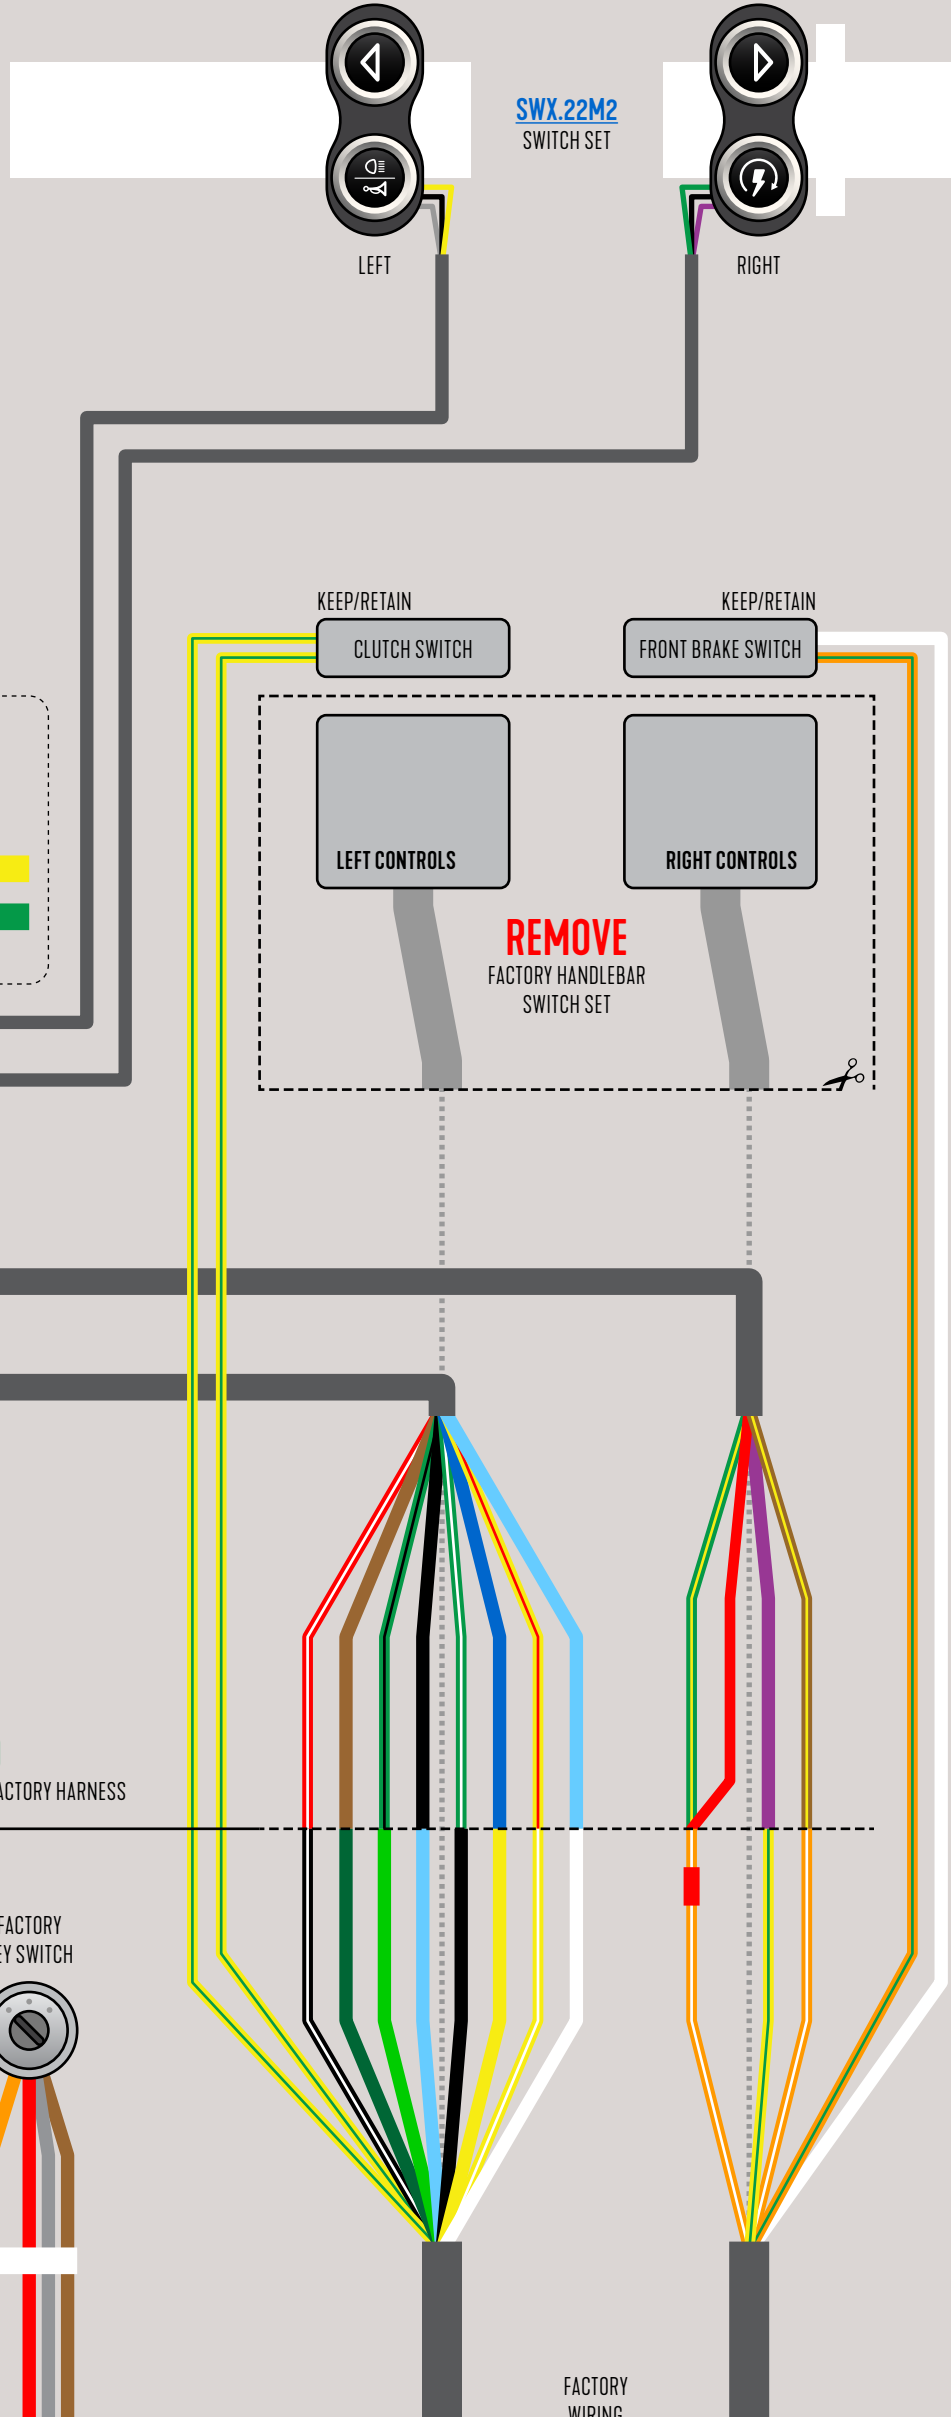 SWX.22M2
SWITCH SET
LEFT
RIGHT
KEEP/RETAIN
KEEP/RETAIN
CLUTCH SWITCH
FRONT BRAKE SWITCH
LEFT CONTROLS
RIGHT CONTROLS
REMOVE
FACTORY HANDLEBAR
SWITCH SET
ACTORY HARNESS
FACTORY
EY SWITCH
FACTORY
WIRING